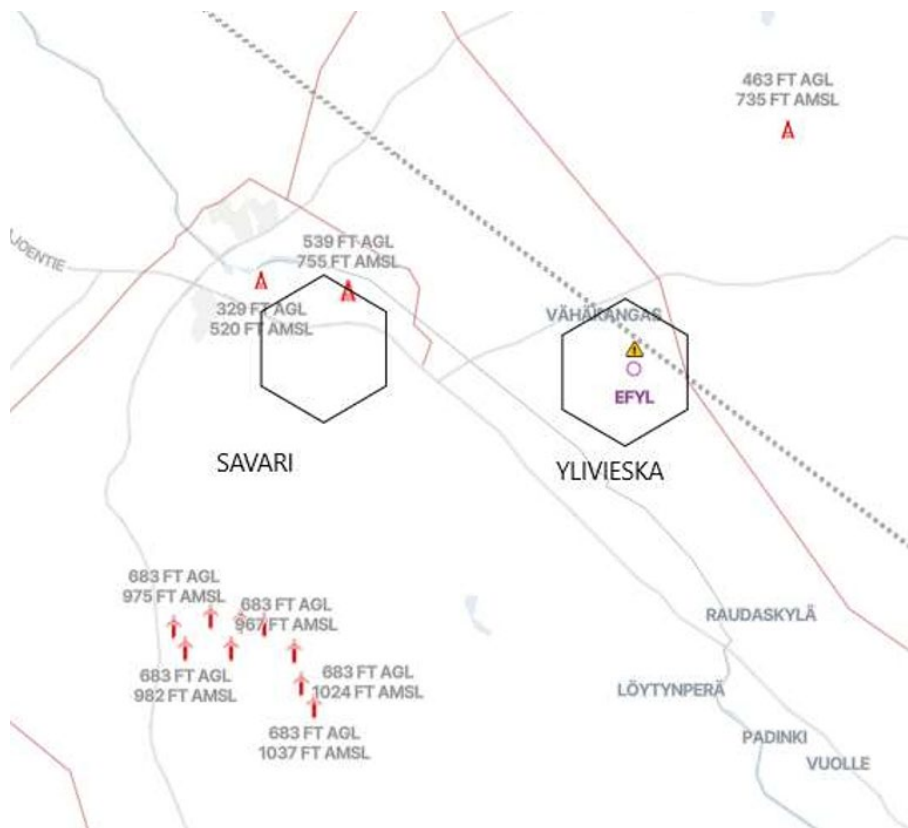 463 FT AGL
735 FT AMSL
JOENTIE
539 FT AGL
755 FT AMSL
329 FT AGL
520 FT AMSL
VÄHÄKANGAS
EFYL
SAVARI
YLIVIESKA
683 FT AGL
975 FT AMSL
683 FT AGL
967 FT AMSL
683 FT AGL
982 FT AMSL
683 FT AGL
1024 FT AMSL
683 FT AGL
1037 FT AMSL
RAUDASKYLÄ
LÖYTYNPERÄ
PADINKI
VUOLLE